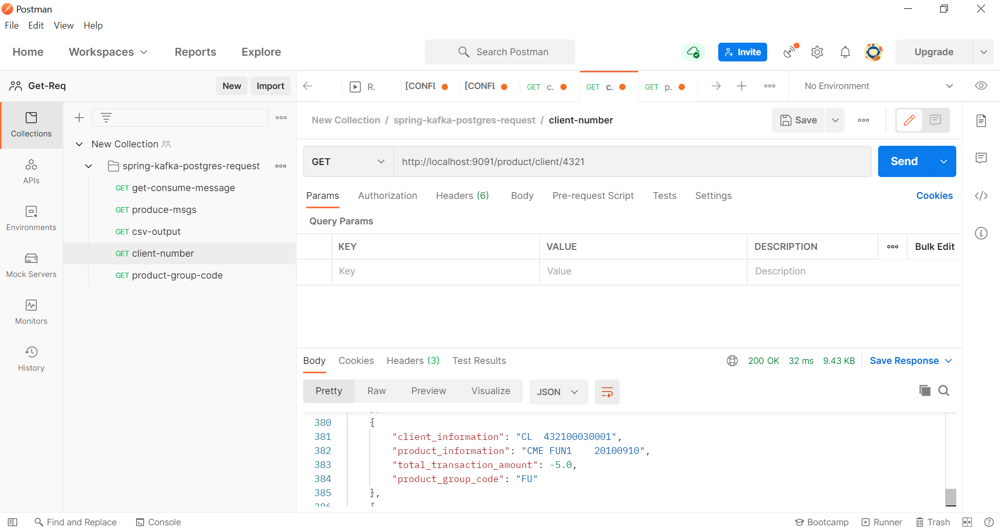 Postman
File Edit View Help
Home Workspaces Reports Explore Search Postman Invite Upgrade
Get-Req New Import R. [CONFL [CONFL GET c. GET c. GET p. No Environment
New Collection / spring-kafka-postgres-request / client-number Save
Collections
APIs
Environments
Mock Servers
Monitors
History
New Collection
spring-kafka-postgres-request
GET get-consume-message
GET produce-msgs
GET csv-output
GET client-number
GET product-group-code
GET http://localhost:9091/product/client/4321 Send
Params Authorization Headers (6) Body Pre-request Script Tests Settings Cookies
Query Params
KEY VALUE DESCRIPTION Bulk Edit
Key Value Description
Body Cookies Headers (3) Test Results 200 OK 32 ms 9.43 KB Save Response
Pretty Raw Preview Visualize JSON
380 {
381 "client_information": "CL  432100030001",
382 "product_information": "CME FUN1    20100910",
383 "total_transaction_amount": -5.0,
384 "product_group_code": "FU"
385 },
Find and Replace Console Bootcamp Runner Trash